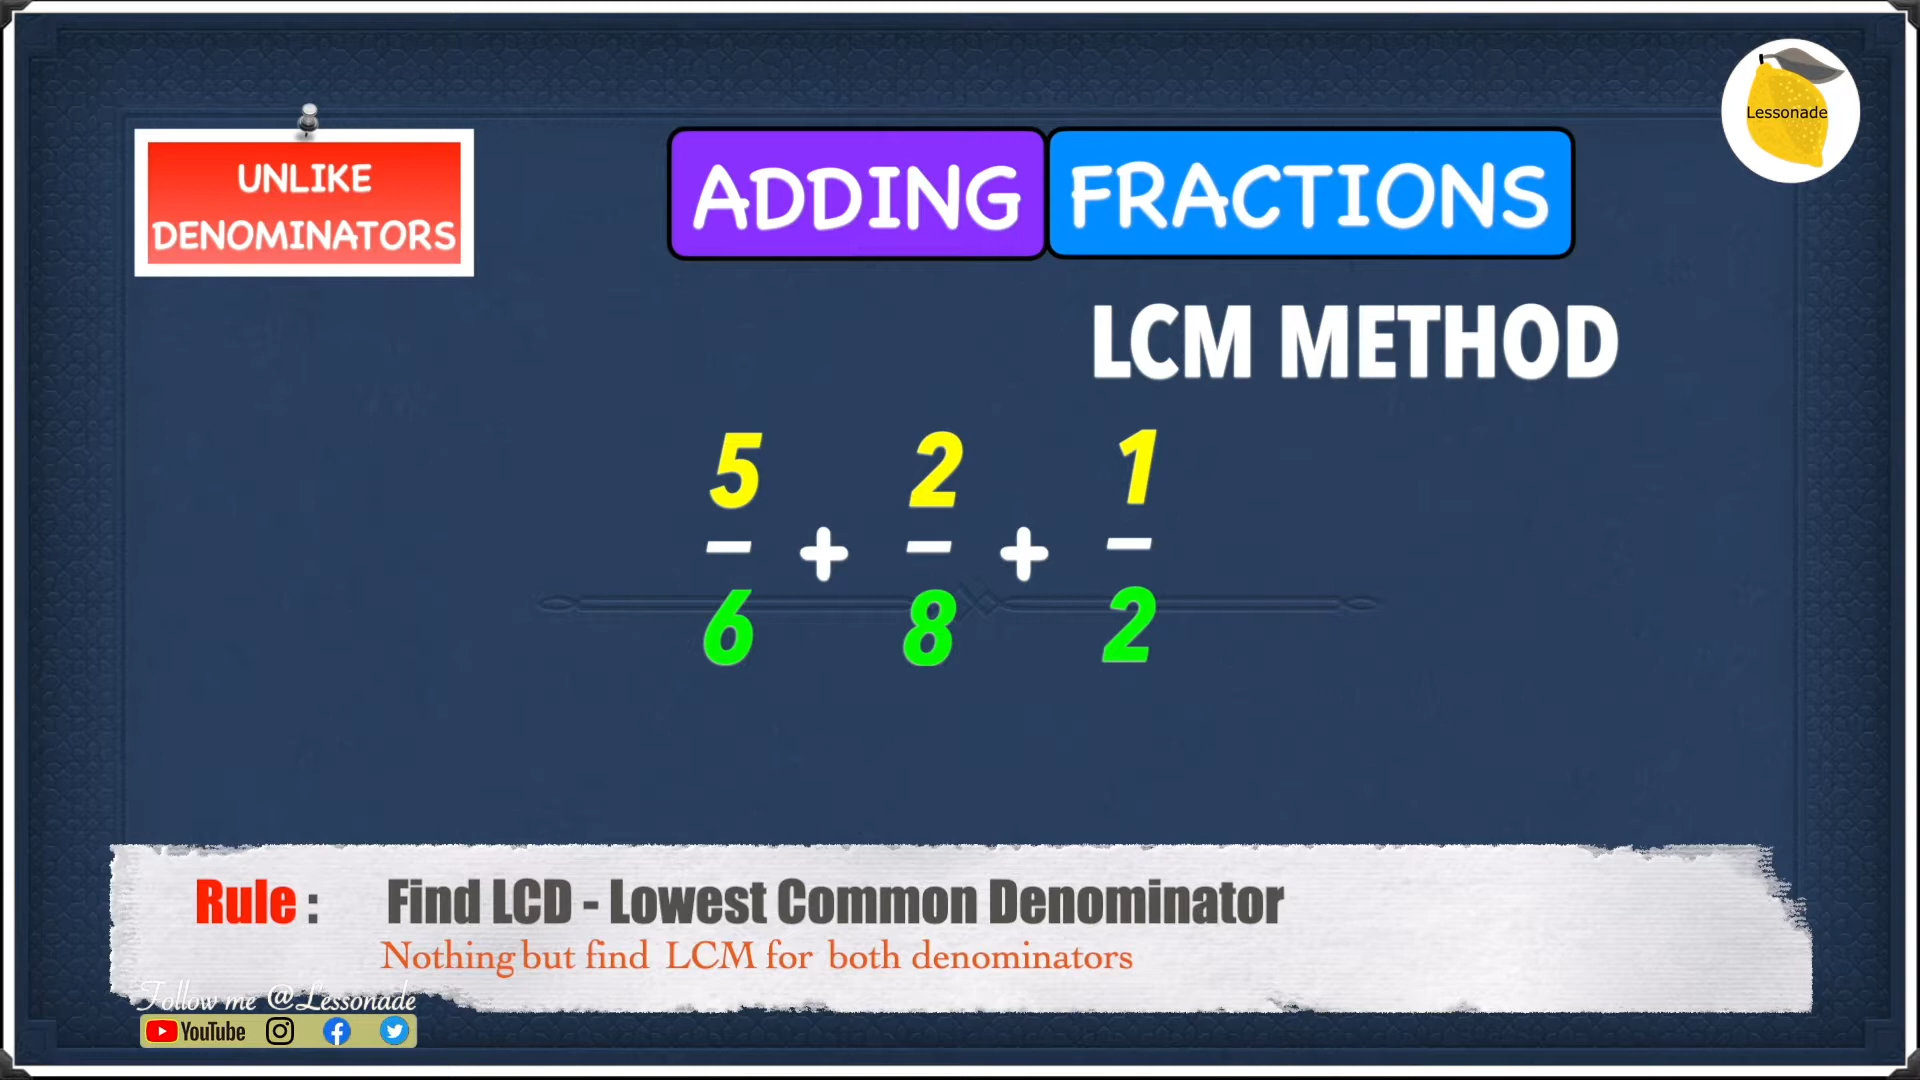 Lessonade
UNLIKE
DENOMINATORS
ADDING FRACTIONS
LCM METHOD
5 2 1
— + — + —
6 8 2
Rule : Find LCD - Lowest Common Denominator
Nothing but find LCM for both denominators
Follow me @Lessonade
YouTube